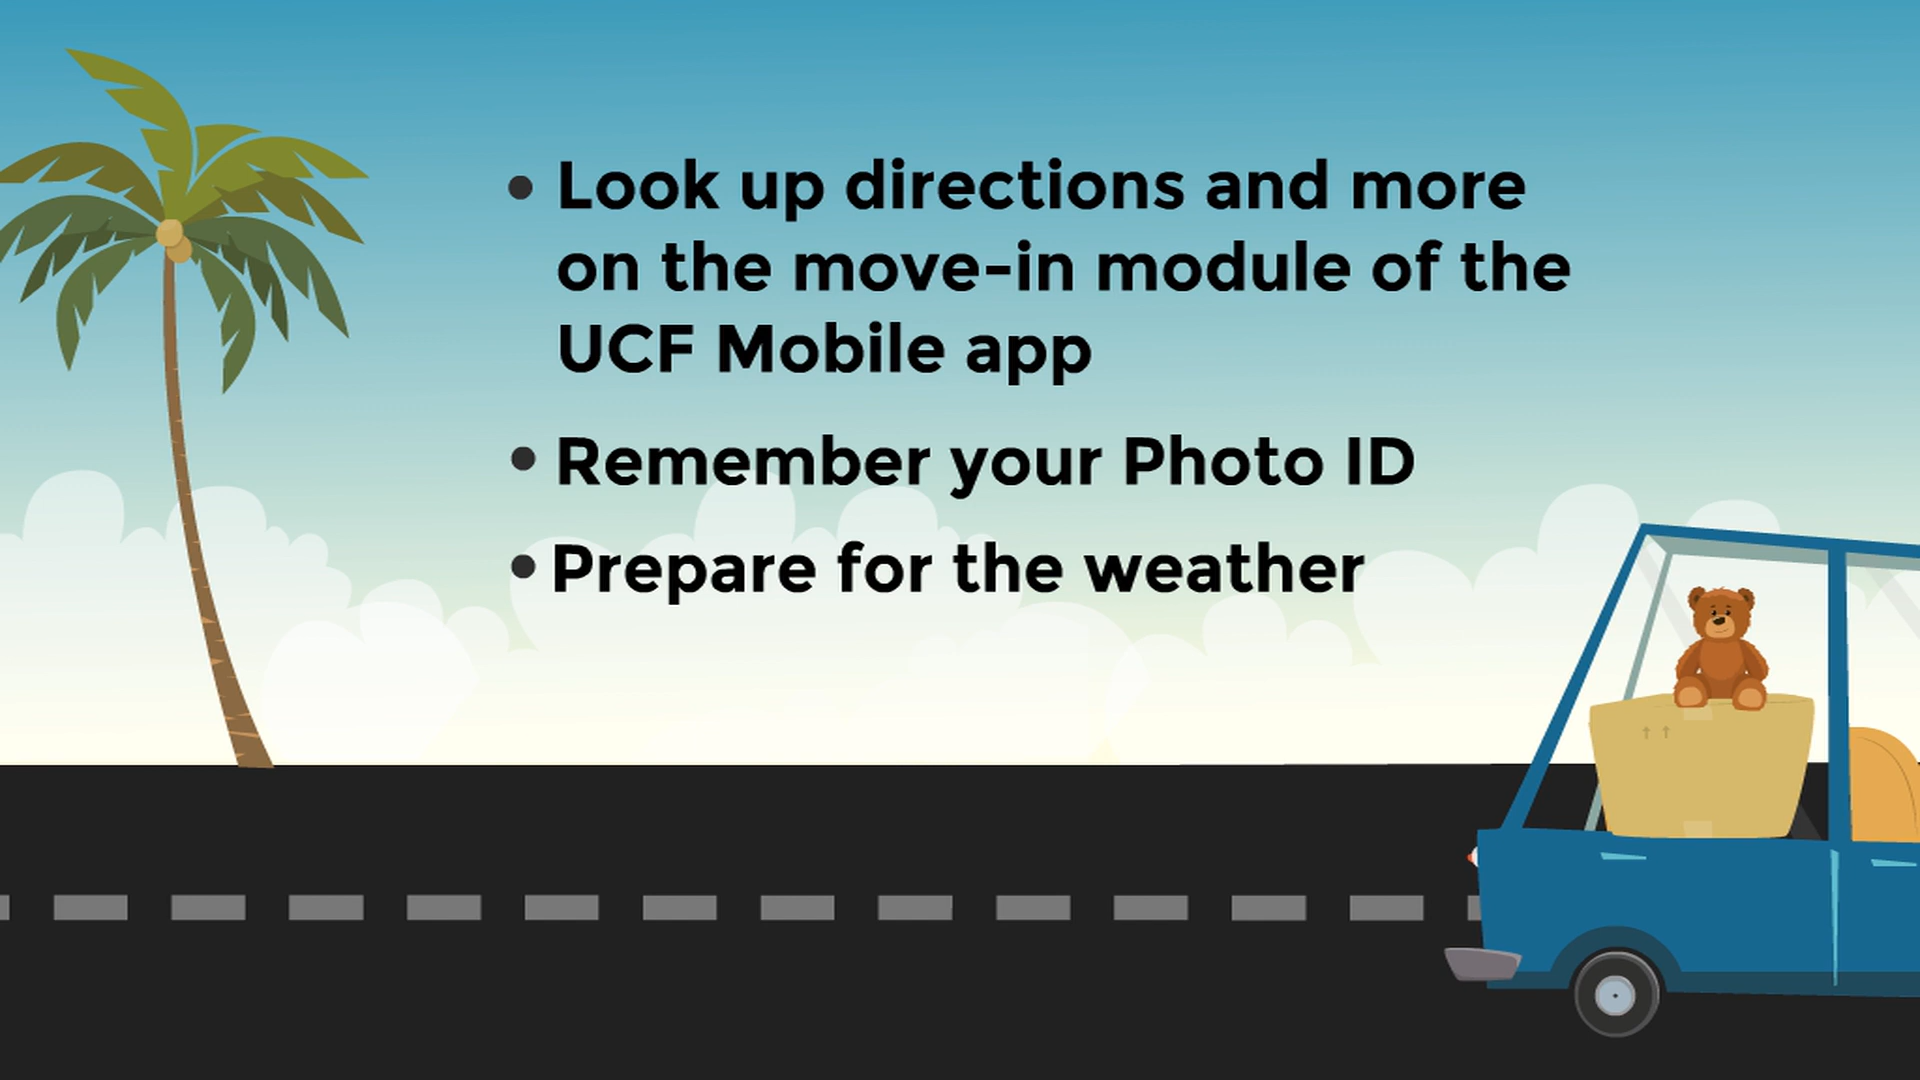 • Look up directions and more
on the move-in module of the
UCF Mobile app
• Remember your Photo ID
• Prepare for the weather